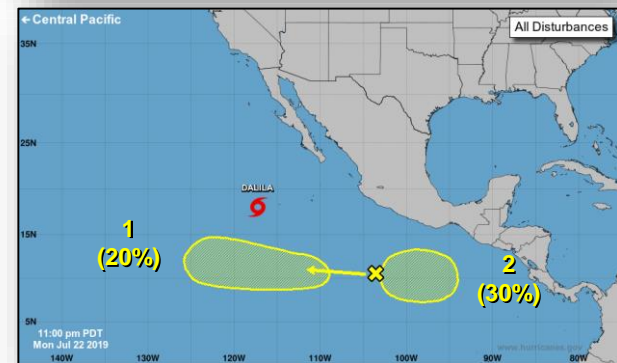 ← Central Pacific
All Disturbances
35N
25N
DALILA
15N
1
(20%)
2
(30%)
5N
11:00 pm PDT
Mon Jul 22 2019
www.hurricanes.gov
140W 130W 120W 110W 100W 90W 80W